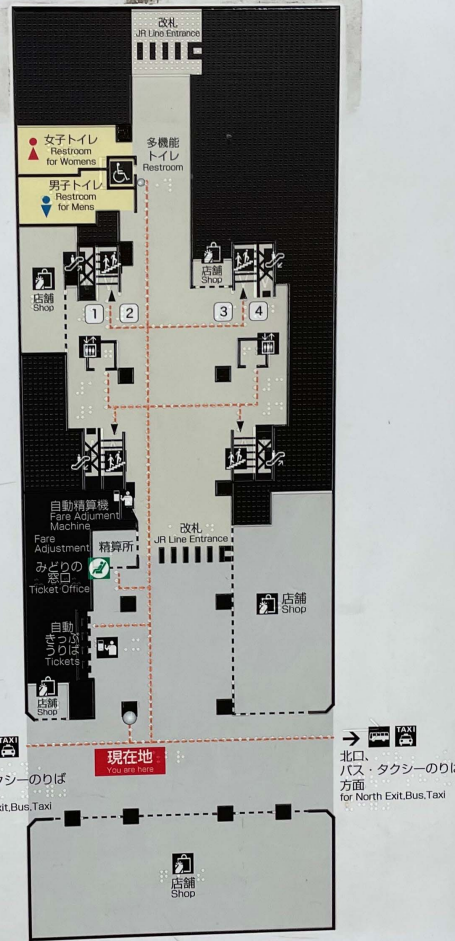 改札
JR Line Entrance
女子トイレ
Restroom
for Womens
多機能
トイレ
Restroom
男子トイレ
Restroom
for Mens
店舗
Shop
店舗
Shop
1
2
3
4
自動精算機
Fare Adjument
Machine
Fare
Adjustment
精算所
改札
JR Line Entrance
みどりの
窓口
Ticket Office
店舗
Shop
自動
きっぷ
うりば
Tickets
店舗
Shop
TAXI
現在地
You are here
TAXI
北口、
バス・タクシーのりば
方面
for North Exit,Bus,Taxi
クシーのりば
xit,Bus,Taxi
店舗
Shop